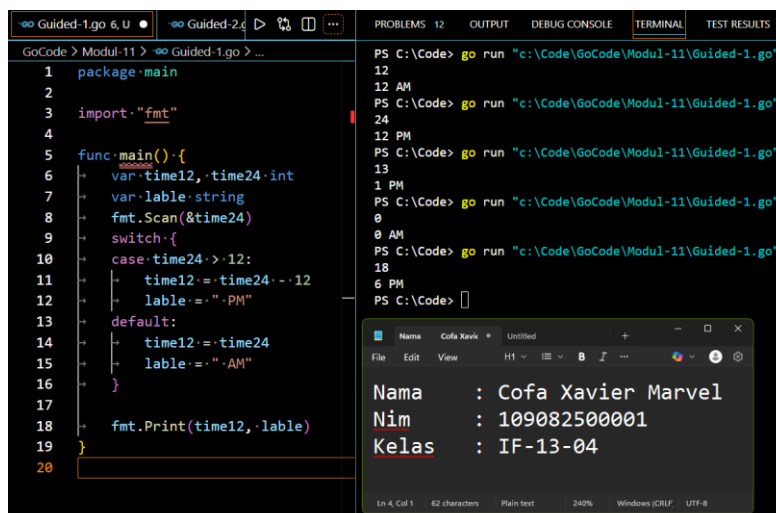 Guided-1.go 6, U
Guided-2.g
GoCode > Modul-11 > Guided-1.go > ...
1 package main
2
3 import "fmt"
4
5 func main() {
6 var time12, time24 int
7 var lable string
8 fmt.Scan(&time24)
9 switch {
10 case time24 > 12:
11 time12 = time24 - 12
12 lable = " PM"
13 default:
14 time12 = time24
15 lable = " AM"
16 }
17
18 fmt.Print(time12, lable)
19 }
20
PROBLEMS 12 OUTPUT DEBUG CONSOLE TERMINAL TEST RESULTS
PS C:\Code> go run "c:\Code\GoCode\Modul-11\Guided-1.go"
12
12 AM
PS C:\Code> go run "c:\Code\GoCode\Modul-11\Guided-1.go"
24
12 PM
PS C:\Code> go run "c:\Code\GoCode\Modul-11\Guided-1.go"
13
1 PM
PS C:\Code> go run "c:\Code\GoCode\Modul-11\Guided-1.go"
0
0 AM
PS C:\Code> go run "c:\Code\GoCode\Modul-11\Guided-1.go"
18
6 PM
PS C:\Code>
Nama Cofa Xavie Untitled
File Edit View H1 B I ...
Nama : Cofa Xavier Marvel
Nim : 109082500001
Kelas : IF-13-04
Ln 4, Col 1 62 characters Plain text 240% Windows (CRLF UTF-8